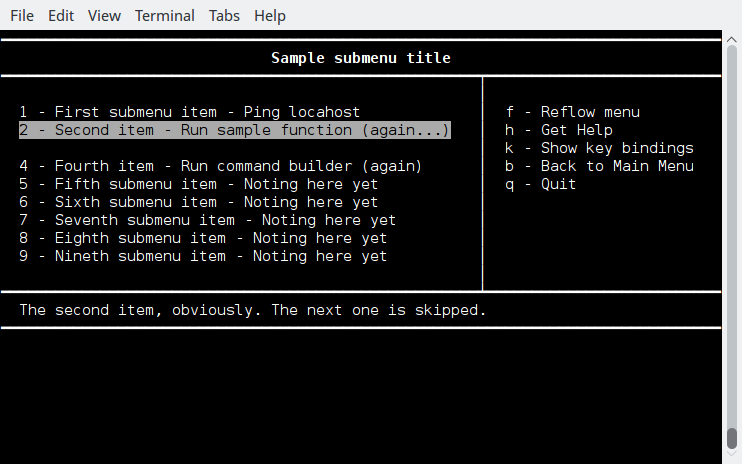 File Edit View Terminal Tabs Help
Sample submenu title
1 - First submenu item - Ping locahost
2 - Second item - Run sample function (again...)
4 - Fourth item - Run command builder (again)
5 - Fifth submenu item - Noting here yet
6 - Sixth submenu item - Noting here yet
7 - Seventh submenu item - Noting here yet
8 - Eighth submenu item - Noting here yet
9 - Nineth submenu item - Noting here yet
f - Reflow menu
h - Get Help
k - Show key bindings
b - Back to Main Menu
q - Quit
The second item, obviously. The next one is skipped.